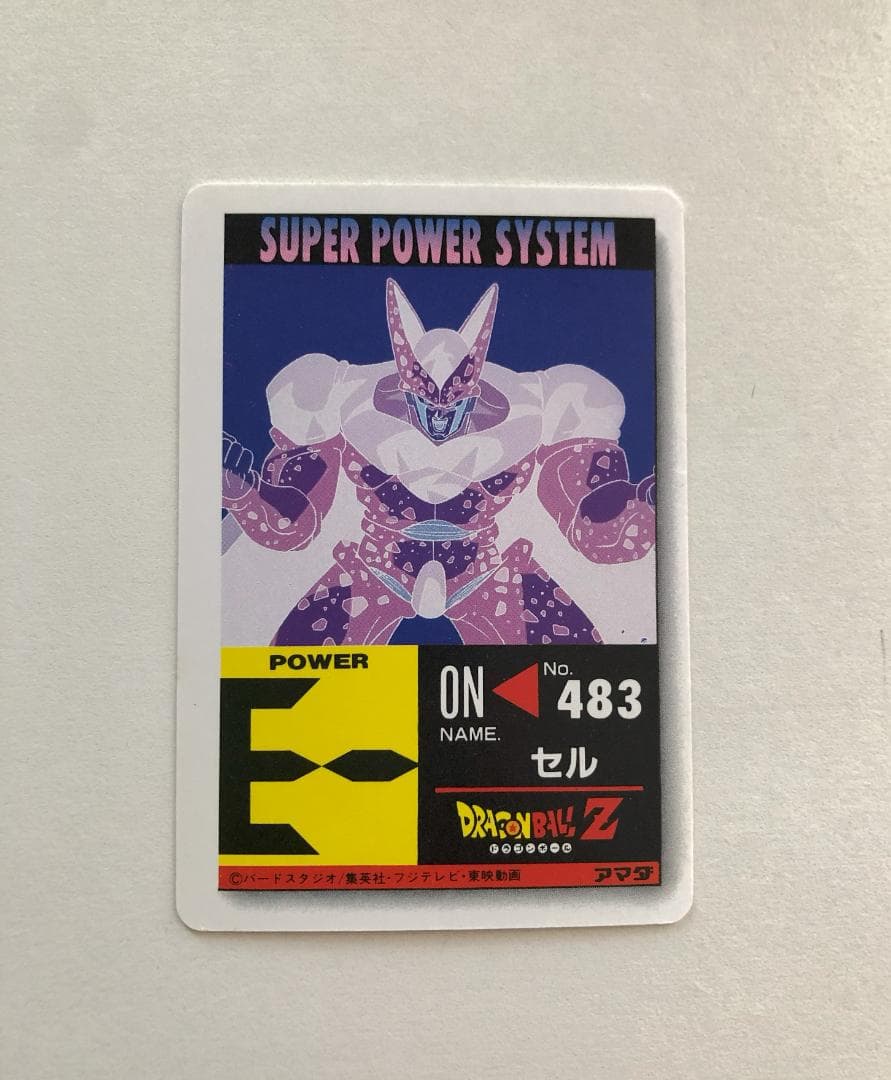 SUPER POWER SYSTEM
POWER
ON
No.
483
NAME.
セル
DRAGON BALL Z
ドラゴンボール
©バードスタジオ/集英社・フジテレビ・東映動画
アマダ